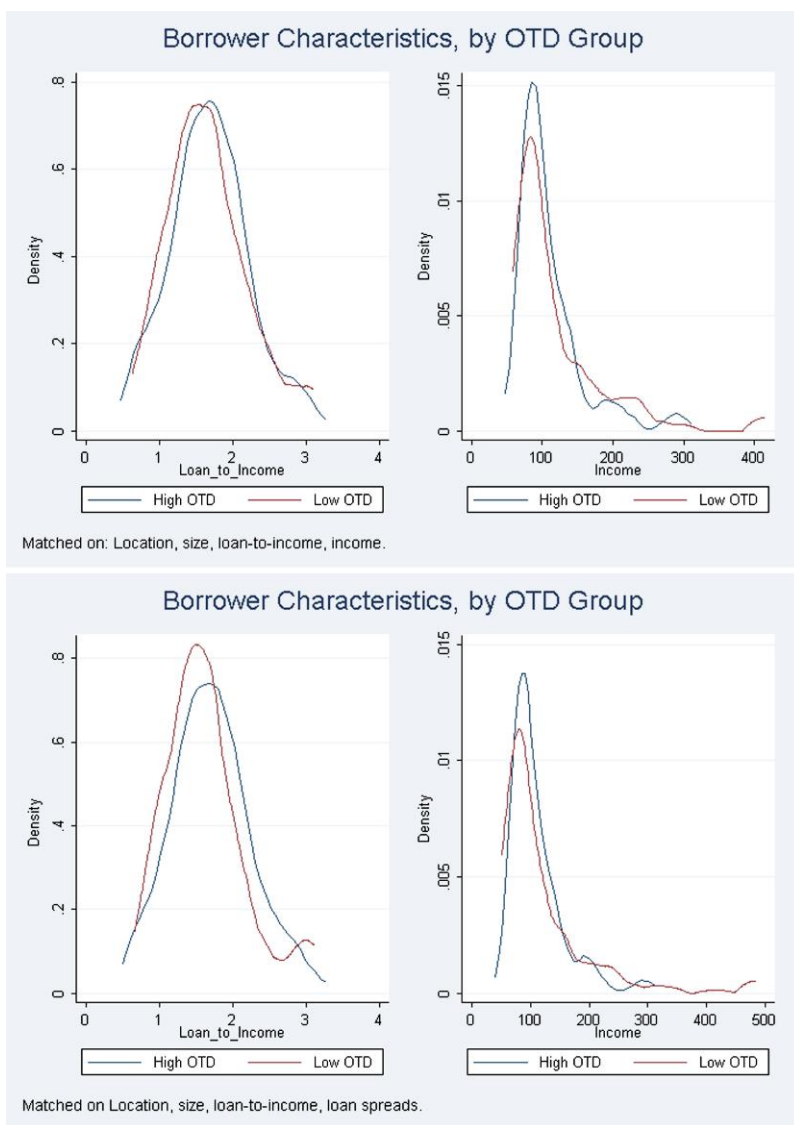 Borrower Characteristics, by OTD Group
Density
0 .2 .4 .6 .8
0 1 2 3 4
Loan_to_Income
High OTD Low OTD
Density
0 .005 .01 .015
0 100 200 300 400
Income
High OTD Low OTD
Matched on: Location, size, loan-to-income, income.
Borrower Characteristics, by OTD Group
Density
0 .2 .4 .6 .8
0 1 2 3 4
Loan_to_Income
High OTD Low OTD
Density
0 .005 .01 .015
0 100 200 300 400 500
Income
High OTD Low OTD
Matched on Location, size, loan-to-income, loan spreads.